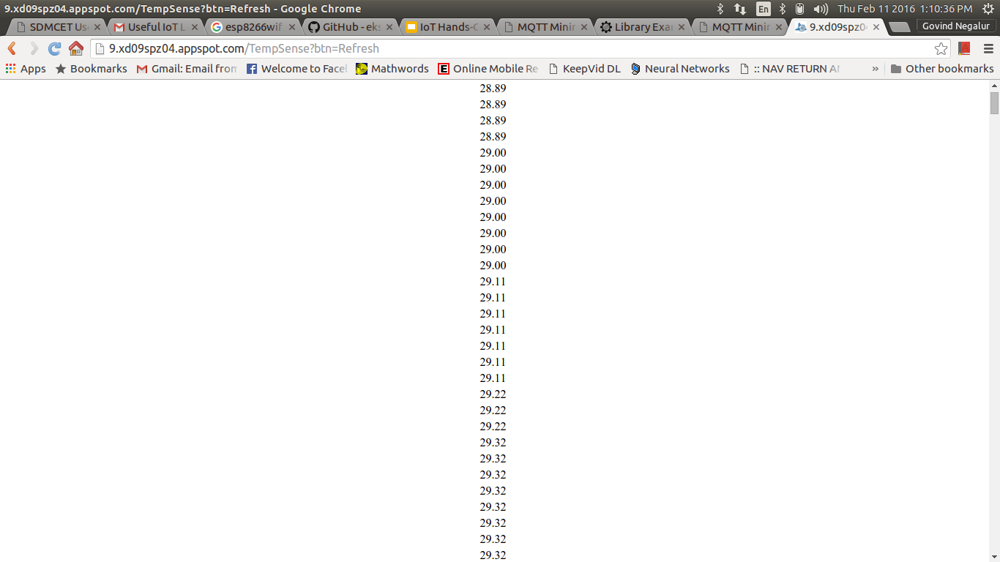 9.xd09spz04.appspot.com/TempSense?btn=Refresh - Google Chrome
En
Thu Feb 11 2016 1:10:36 PM
SDMCET Us
Useful IoT L
esp8266wif
GitHub - eks
IoT Hands-O
MQTT Minim
Library Exa
MQTT Minim
9.xd09spz04
Govind Negalur
9.xd09spz04.appspot.com/TempSense?btn=Refresh
Apps
Bookmarks
Gmail: Email from
Welcome to Face
Mathwords
Online Mobile Re
KeepVid DL
Neural Networks
:: NAV RETURN AN
»
Other bookmarks
28.89
28.89
28.89
28.89
29.00
29.00
29.00
29.00
29.00
29.00
29.00
29.00
29.11
29.11
29.11
29.11
29.11
29.11
29.11
29.22
29.22
29.22
29.32
29.32
29.32
29.32
29.32
29.32
29.32
29.32